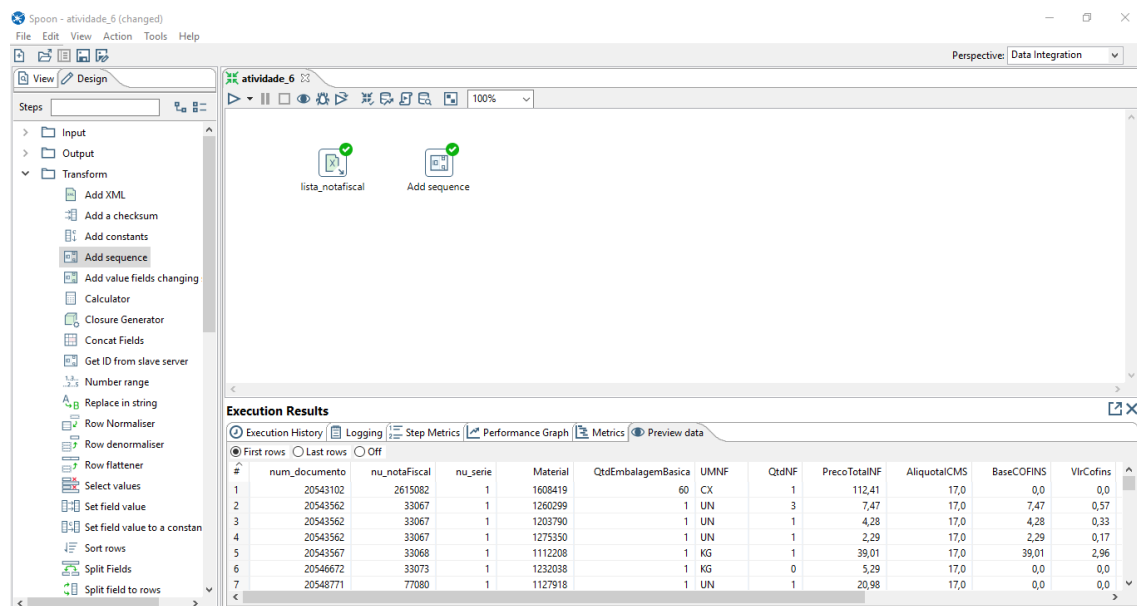 Spoon - atividade_6 (changed)
File Edit View Action Tools Help
Perspective: Data Integration
View Design
atividade_6
Steps
100%
Input
Output
Transform
Add XML
Add a checksum
Add constants
Add sequence
Add value fields changing
Calculator
Closure Generator
Concat Fields
Get ID from slave server
Number range
Replace in string
Row Normaliser
Row denormaliser
Row flattener
Select values
Set field value
Set field value to a constan
Sort rows
Split Fields
Split field to rows
lista_notafiscal Add sequence
Execution Results
Execution History Logging Step Metrics Performance Graph Metrics Preview data
First rows Last rows Off
# num_documento nu_notaFiscal nu_serie Material QtdEmbalagemBasica UMNF QtdNF PrecoTotalNF AliquotaICMS BaseCOFINS VlrCofins
1 20543102 2615082 1 1608419 60 CX 1 112,41 17,0 0,0 0,0
2 20543562 33067 1 1260299 1 UN 3 7,47 17,0 7,47 0,57
3 20543562 33067 1 1203790 1 UN 1 4,28 17,0 4,28 0,33
4 20543562 33067 1 1275350 1 UN 1 2,29 17,0 2,29 0,17
5 20543567 33068 1 1112208 1 KG 1 39,01 17,0 39,01 2,96
6 20546672 33073 1 1232038 1 KG 0 5,29 17,0 0,0 0,0
7 20548771 77080 1 1127918 1 UN 1 20,98 17,0 0,0 0,0